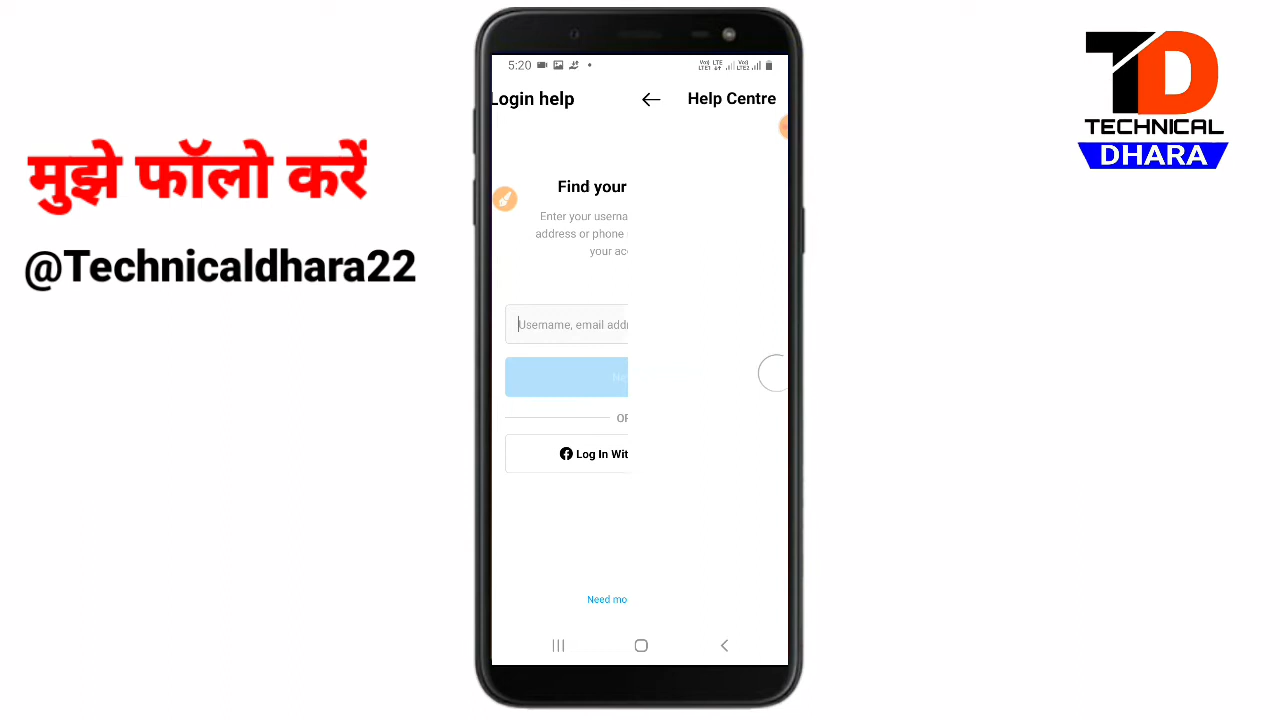 मुझे फॉलो करें
@Technicaldhara22
5:20
Login help
Help Centre
Find your
Enter your userna
address or phone
your acc
Username, email addr
OR
Log In Wit
Need mo
TD
TECHNICAL
DHARA